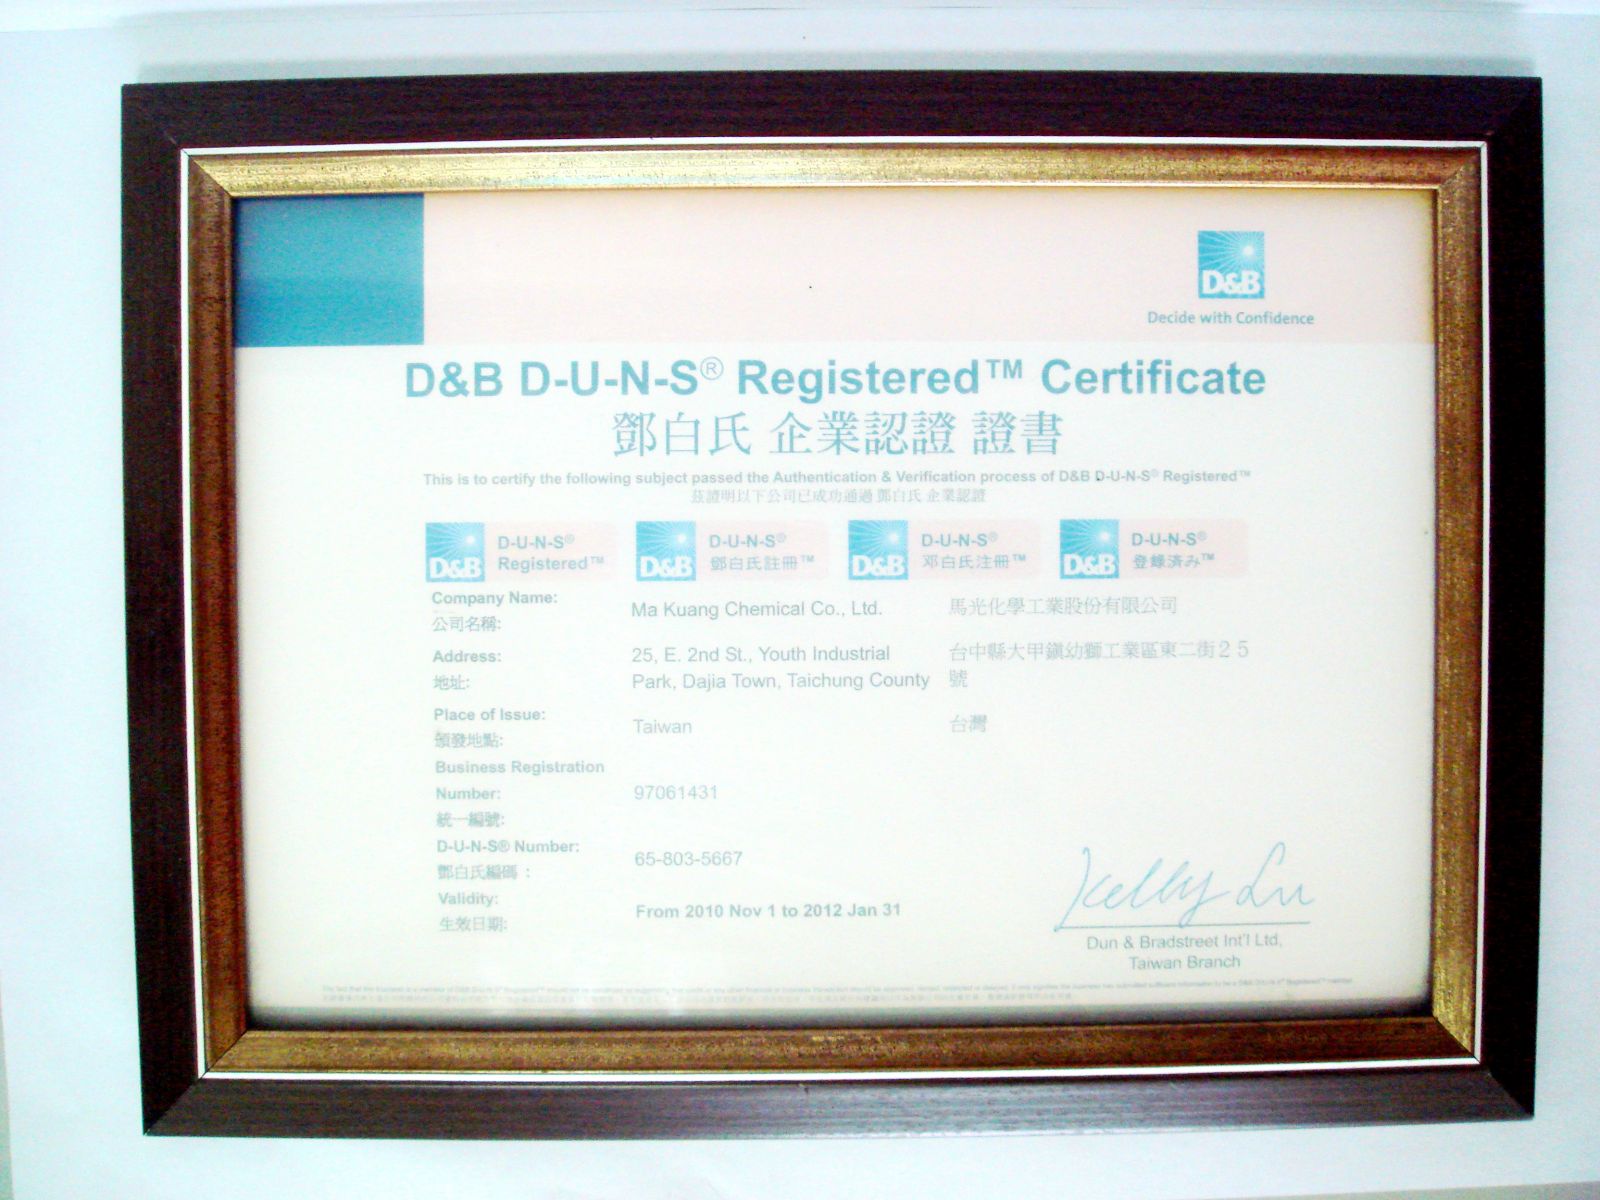 D&B
Decide with Confidence
D&B D-U-N-S® Registered™ Certificate
鄧白氏 企業認證 證書
This is to certify the following subject passed the Authentication & Verification process of D&B D-U-N-S® Registered™
茲證明以下公司已成功通過 鄧白氏 企業認證
D&B D-U-N-S® Registered™
D&B D-U-N-S® 鄧白氏註冊™
D&B D-U-N-S® 邓白氏注册™
D&B D-U-N-S® 登録済み™
Company Name: Ma Kuang Chemical Co., Ltd. 馬光化學工業股份有限公司
公司名稱:
Address: 25, E. 2nd St., Youth Industrial 台中縣大甲鎮幼獅工業區東二街25
地址: Park, Dajia Town, Taichung County 號
Place of Issue: Taiwan 台灣
頒發地點:
Business Registration
Number: 97061431
統一編號:
D-U-N-S® Number: 65-803-5667
鄧白氏編碼 :
Validity: From 2010 Nov 1 to 2012 Jan 31
生效日期:
Kelly Lu
Dun & Bradstreet Int'l Ltd,
Taiwan Branch